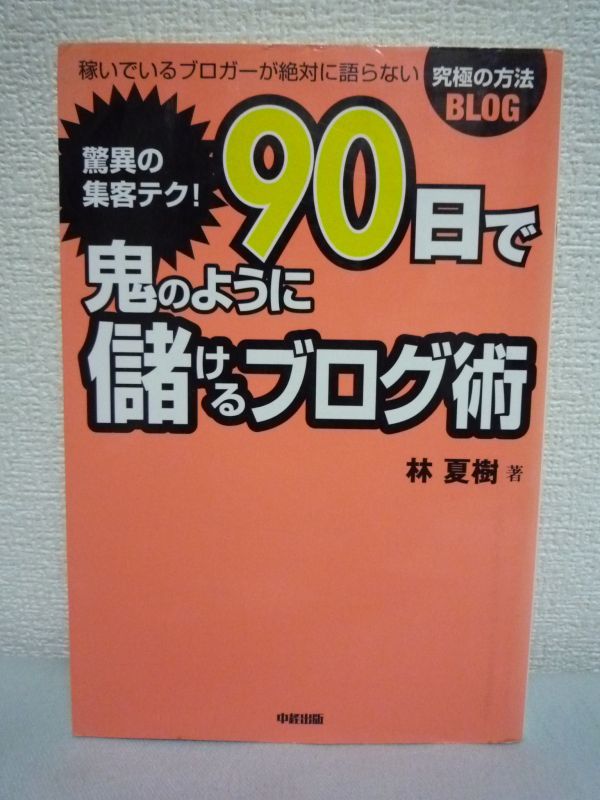 稼いでいるブロガーが絶対に語らない
究極の方法
BLOG
驚異の
集客テク!
90日で
鬼のように
儲けるブログ術
林 夏樹 著
中経出版